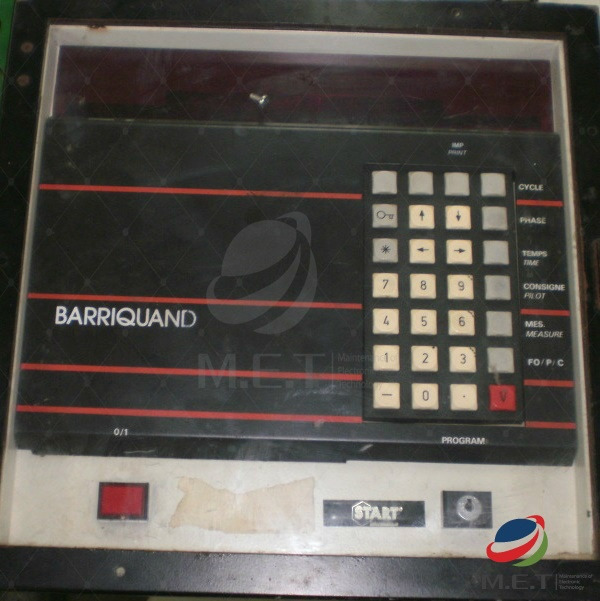 IMP
PRINT
CYCLE
PHASE
TEMPS
TIME
CONSIGNE
PILOT
MES.
MEASURE
FO/P/C
↑ ↓
* ← →
7 8 9
4 5 6
1 2 3
— 0 . V
BARRIQUAND
M.E.T
0/1
PROGRAM
START
M.E.T